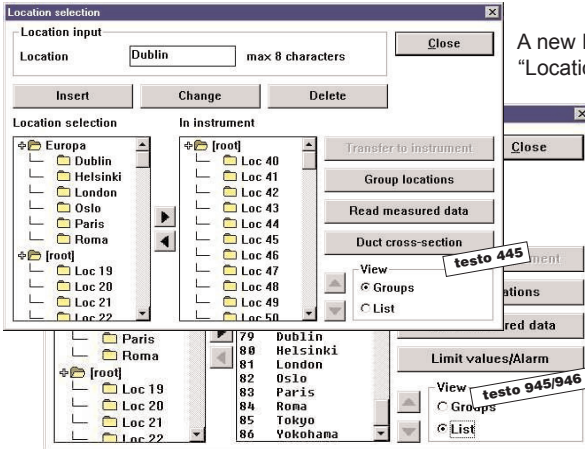 Location selection
Location input
Location Dublin max 8 characters
Close
Insert Change Delete
Location selection
Europa
Dublin
Helsinki
London
Oslo
Paris
Roma
[root]
Loc 19
Loc 20
Loc 21
Loc 22
In instrument
[root]
Loc 40
Loc 41
Loc 42
Loc 43
Loc 44
Loc 45
Loc 46
Loc 47
Loc 48
Loc 49
Loc 50
Transfer to instrument
Group locations
Read measured data
Duct cross-section
testo 445
View
Groups
List
A new
Close
Paris
Roma
[root]
Loc 19
Loc 20
Loc 21
Loc 22
79 Dublin
80 Helsinki
81 London
82 Oslo
83 Paris
84 Roma
85 Tokyo
86 Yokohama
Limit values/Alarm
View
Groups
List
testo 945/946